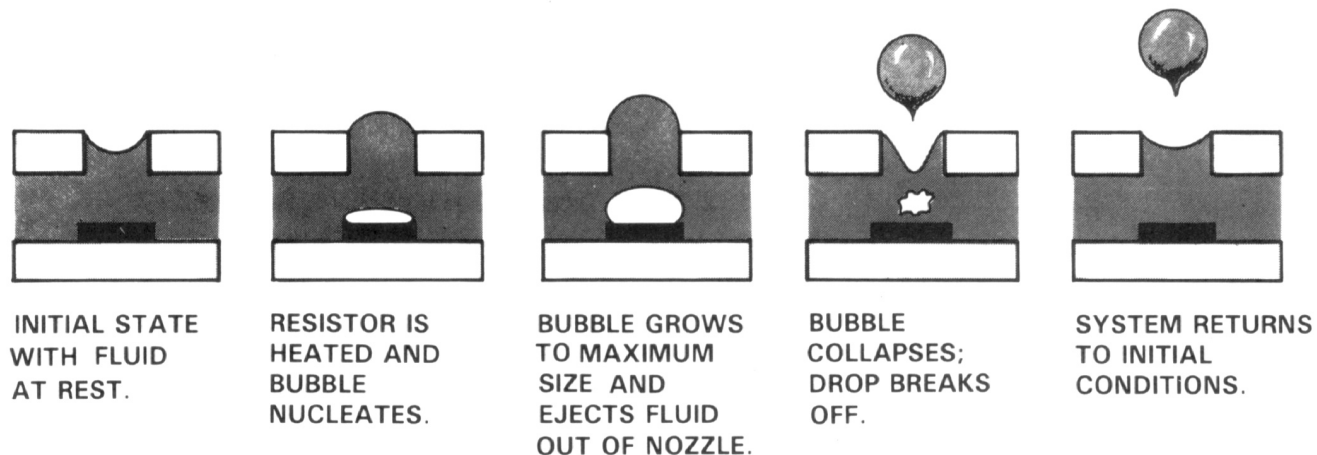 INITIAL STATE
WITH FLUID
AT REST.
RESISTOR IS
HEATED AND
BUBBLE
NUCLEATES.
BUBBLE GROWS
TO MAXIMUM
SIZE AND
EJECTS FLUID
OUT OF NOZZLE.
BUBBLE
COLLAPSES;
DROP BREAKS
OFF.
SYSTEM RETURNS
TO INITIAL
CONDITIONS.